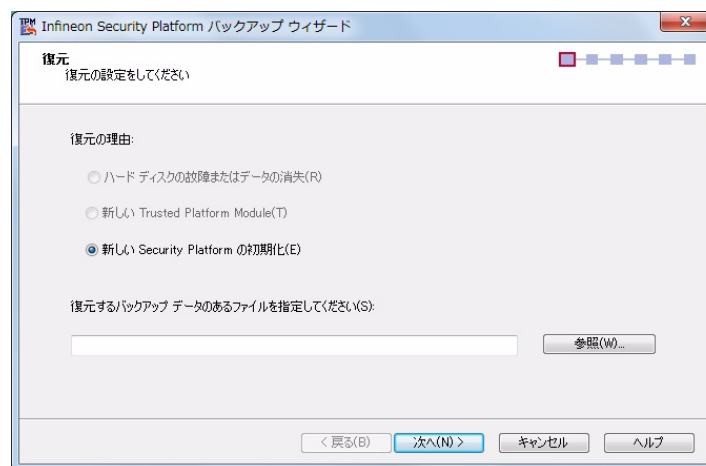 Infineon Security Platform バックアップ ウィザード
復元
復元の設定をしてください
復元の理由:
ハード ディスクの故障またはデータの消失(R)
新しい Trusted Platform Module(T)
新しい Security Platform の初期化(E)
復元するバックアップ データのあるファイルを指定してください(S):
参照(W)...
< 戻る(B) 次へ(N) > キャンセル ヘルプ